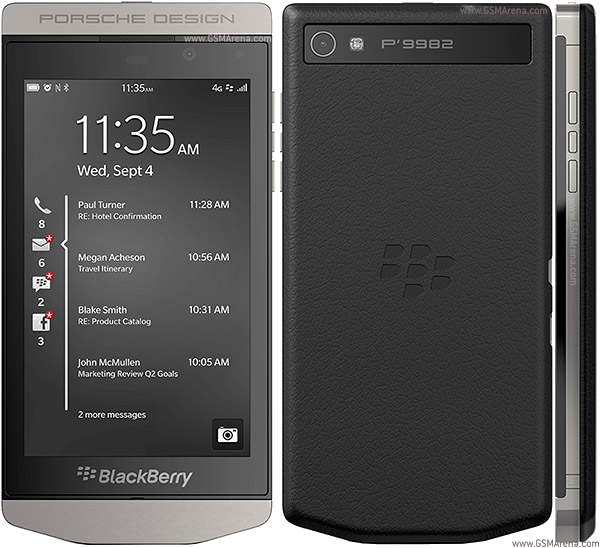 PORSCHE DESIGN
www.GSMArena.com
11:35AM
4G
11:35 AM
Wed, Sept 4
8
6
2
3
Paul Turner 11:28 AM
RE: Hotel Confirmation
Megan Acheson 10:56 AM
Travel Itinerary
Blake Smith 10:31 AM
RE: Product Catalog
John McMullen 10:05 AM
Marketing Review Q2 Goals
2 more messages
BlackBerry
www.GSMArena.com
P'9982
www.GSMArena.com
www.GSMArena.com